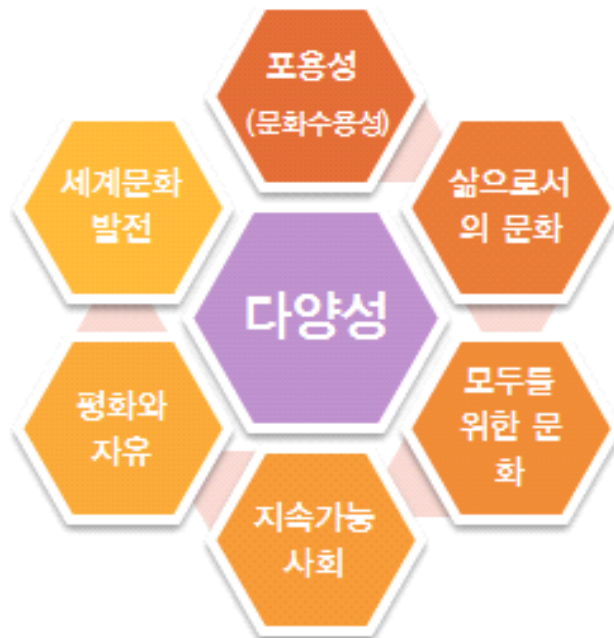 포용성
(문화수용성)
삶으로서
의 문화
모두들
위한 문
화
지속가능
사회
평화와
자유
세계문화
발전
다양성